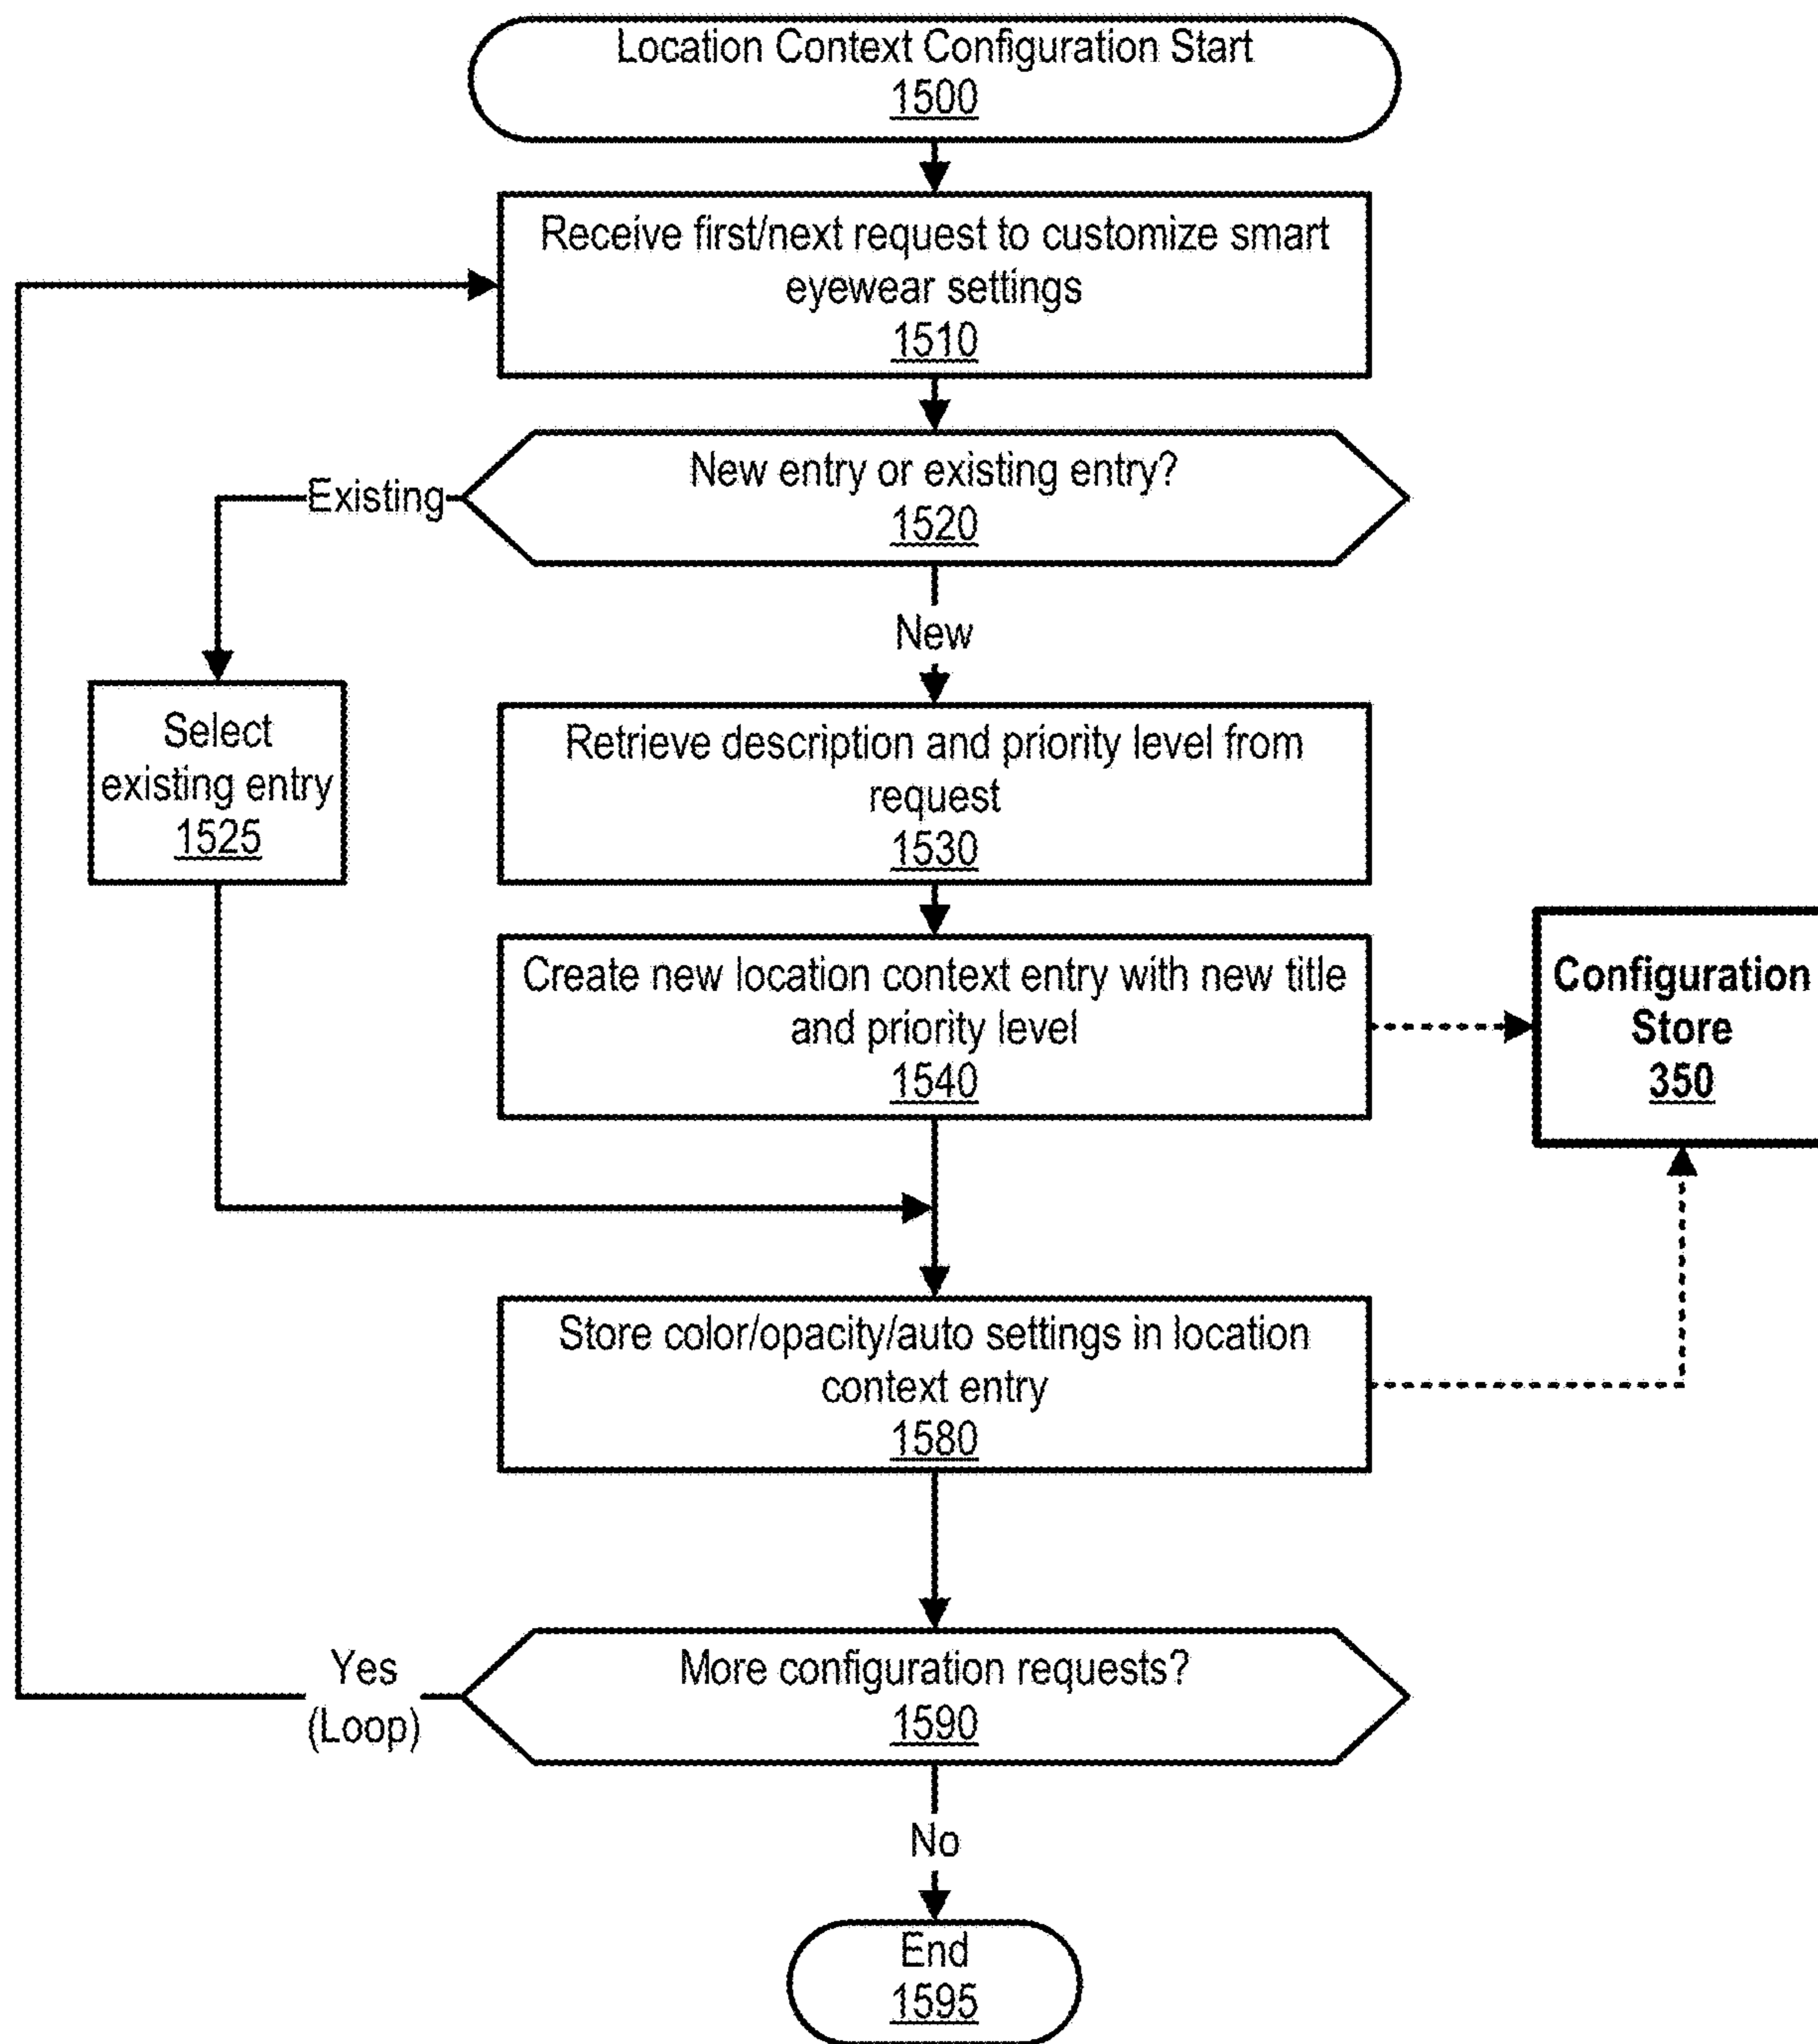 Location Context Configuration Start
1500
Receive first/next request to customize smart
eyewear settings
1510
New entry or existing entry?
1520
Existing
New
Select
existing entry
1525
Retrieve description and priority level from
request
1530
Create new location context entry with new title
and priority level
1540
Configuration
Store
350
Store color/opacity/auto settings in location
context entry
1580
More configuration requests?
1590
Yes
(Loop)
No
End
1595